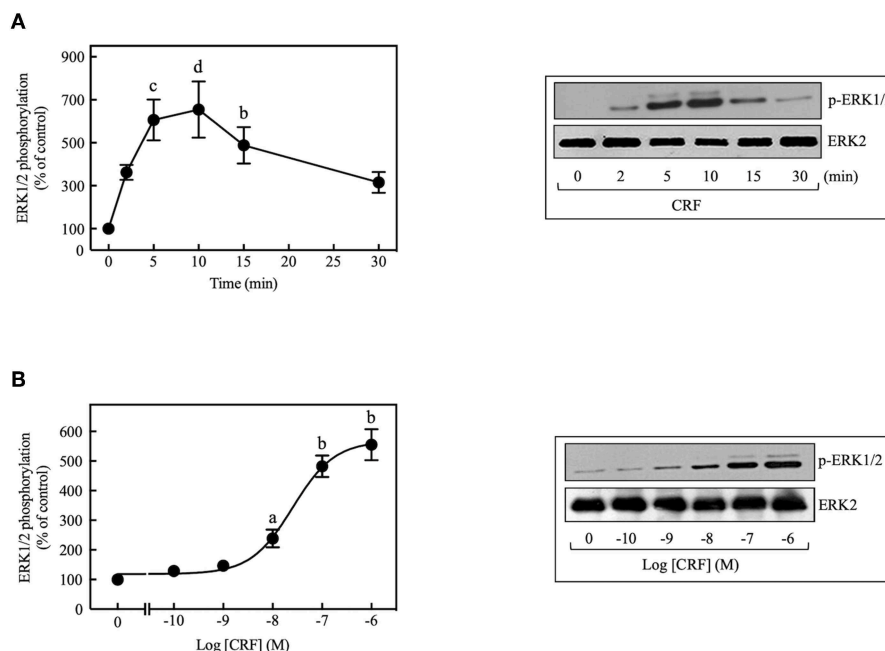 A
ERK1/2 phosphorylation
(% of control)
900
700
500
300
100
0
c
d
b
0 5 10 15 20 25 30
Time (min)
p-ERK1/
ERK2
0 2 5 10 15 30 (min)
CRF
B
ERK1/2 phosphorylation
(% of control)
600
500
400
300
200
100
0
a
b
b
0 -10 -9 -8 -7 -6
Log [CRF] (M)
p-ERK1/2
ERK2
0 -10 -9 -8 -7 -6
Log [CRF] (M)